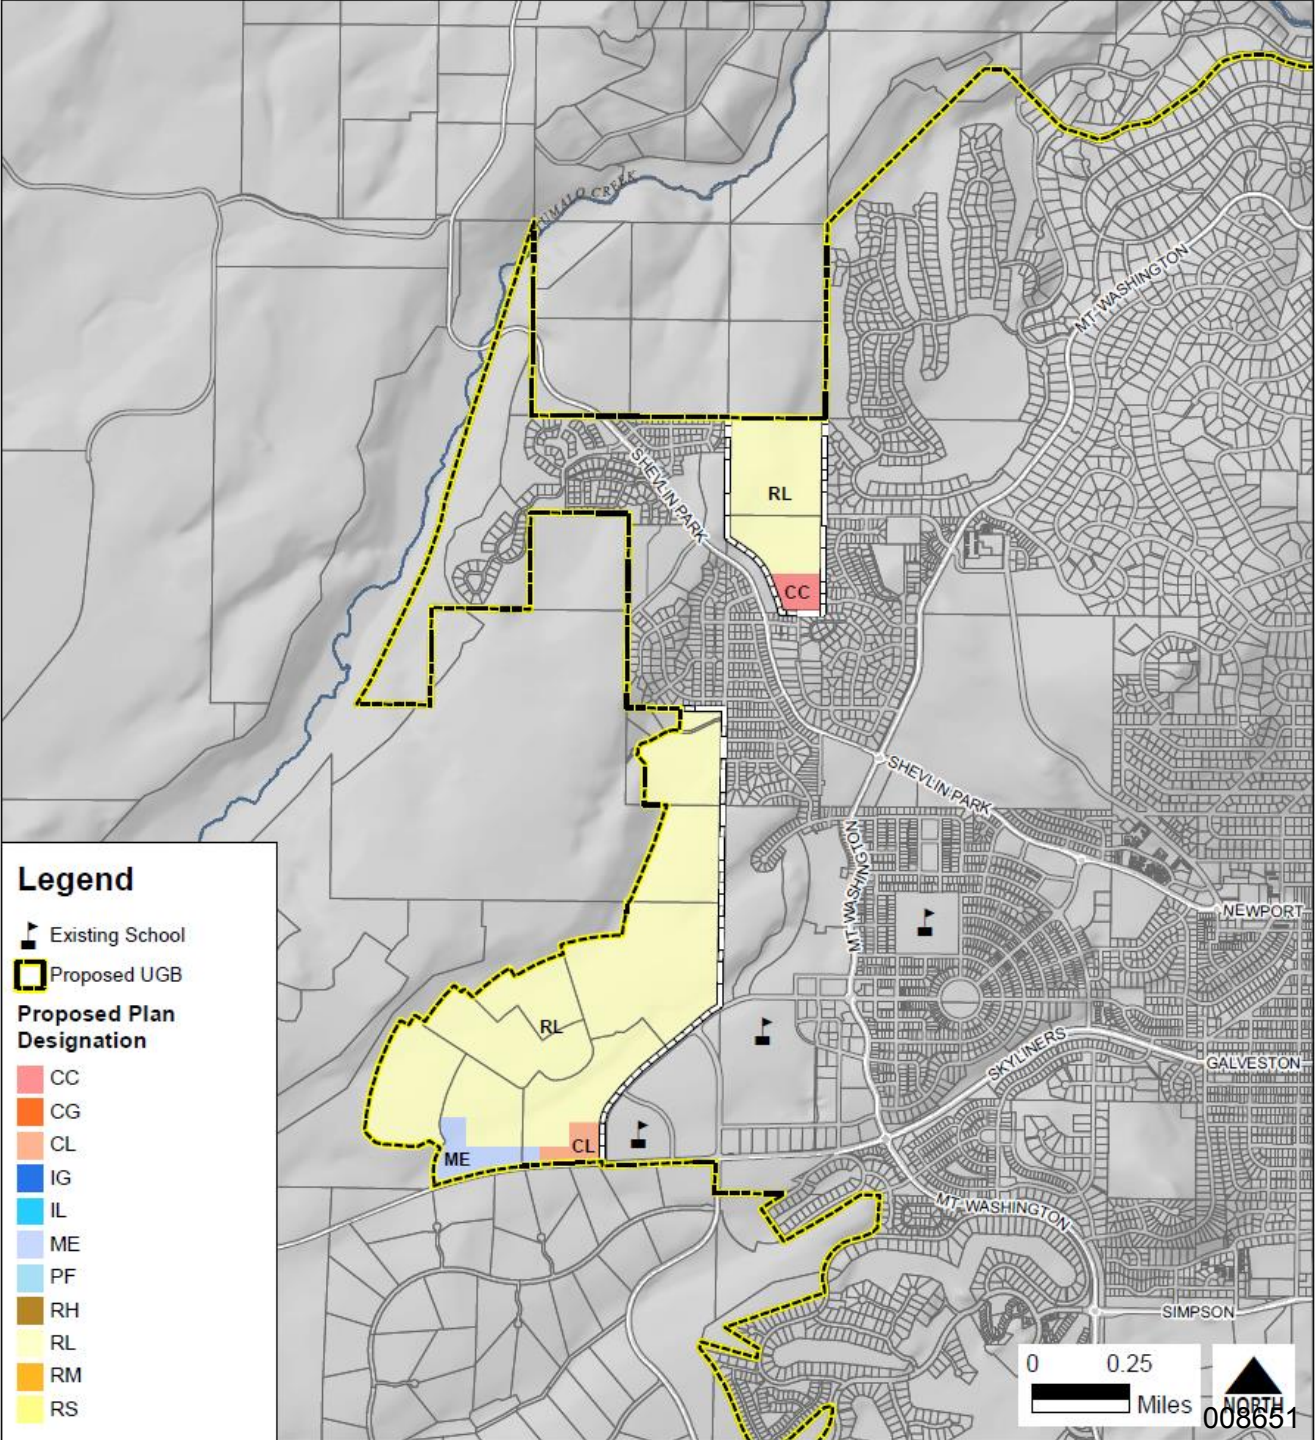 TUMALO CREEK
MT. WASHINGTON
SHEVLIN PARK
RL
CC
SHEVLIN PARK
MT WASHINGTON
NEWPORT
SKYLINERS
GALVESTON
RL
ME
CL
MT WASHINGTON
SIMPSON
Legend
Existing School
Proposed UGB
Proposed Plan
Designation
CC
CG
CL
IG
IL
ME
PF
RH
RL
RM
RS
0 0.25
Miles
NORTH
008651